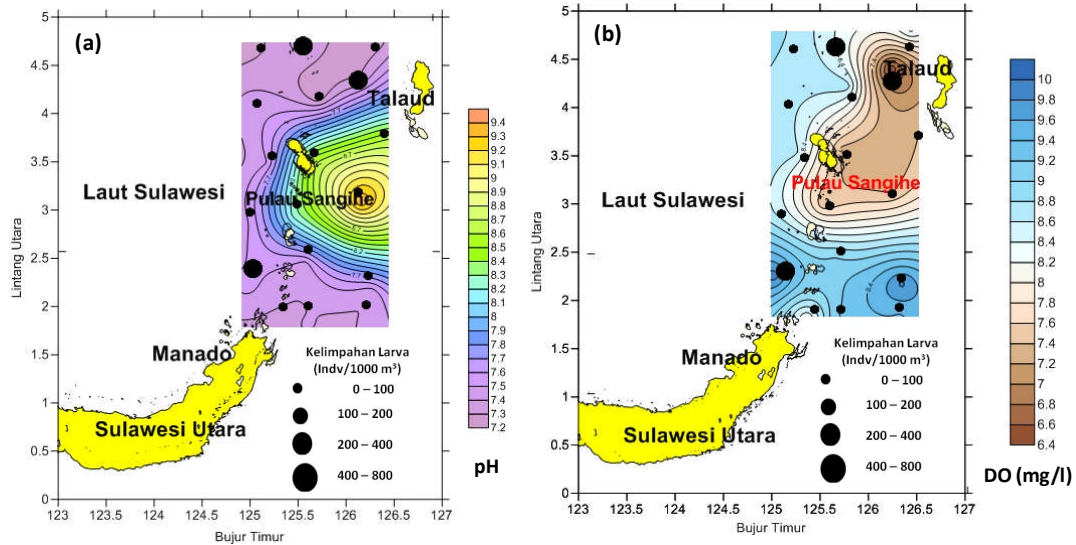 (a)
5
4.5
4
3.5
3
2.5
2
1.5
1
0.5
0
Lintang Utara
Talaud
Laut Sulawesi
Pulau Sangihe
Manado
Sulawesi Utara
Kelimpahan Larva
(Indv/1000 m³)
0 – 100
100 – 200
200 – 400
400 – 800
123 123.5 124 124.5 125 125.5 126 126.5 127
Bujur Timur
9.4
9.3
9.2
9.1
9
8.9
8.8
8.7
8.6
8.5
8.4
8.3
8.2
8.1
8
7.9
7.8
7.7
7.6
7.5
7.4
7.3
7.2
pH
(b)
5
4.5
4
3.5
3
2.5
2
1.5
1
0.5
0
Lintang Utara
Talaud
Laut Sulawesi
Pulau Sangihe
Manado
Sulawesi Utara
Kelimpahan Larva
(Indv/1000 m³)
0 – 100
100 – 200
200 – 400
400 – 800
123 123.5 124 124.5 125 125.5 126 126.5 127
Bujur Timur
10
9.8
9.6
9.4
9.2
9
8.8
8.6
8.4
8.2
8
7.8
7.6
7.4
7.2
7
6.8
6.6
6.4
DO (mg/l)